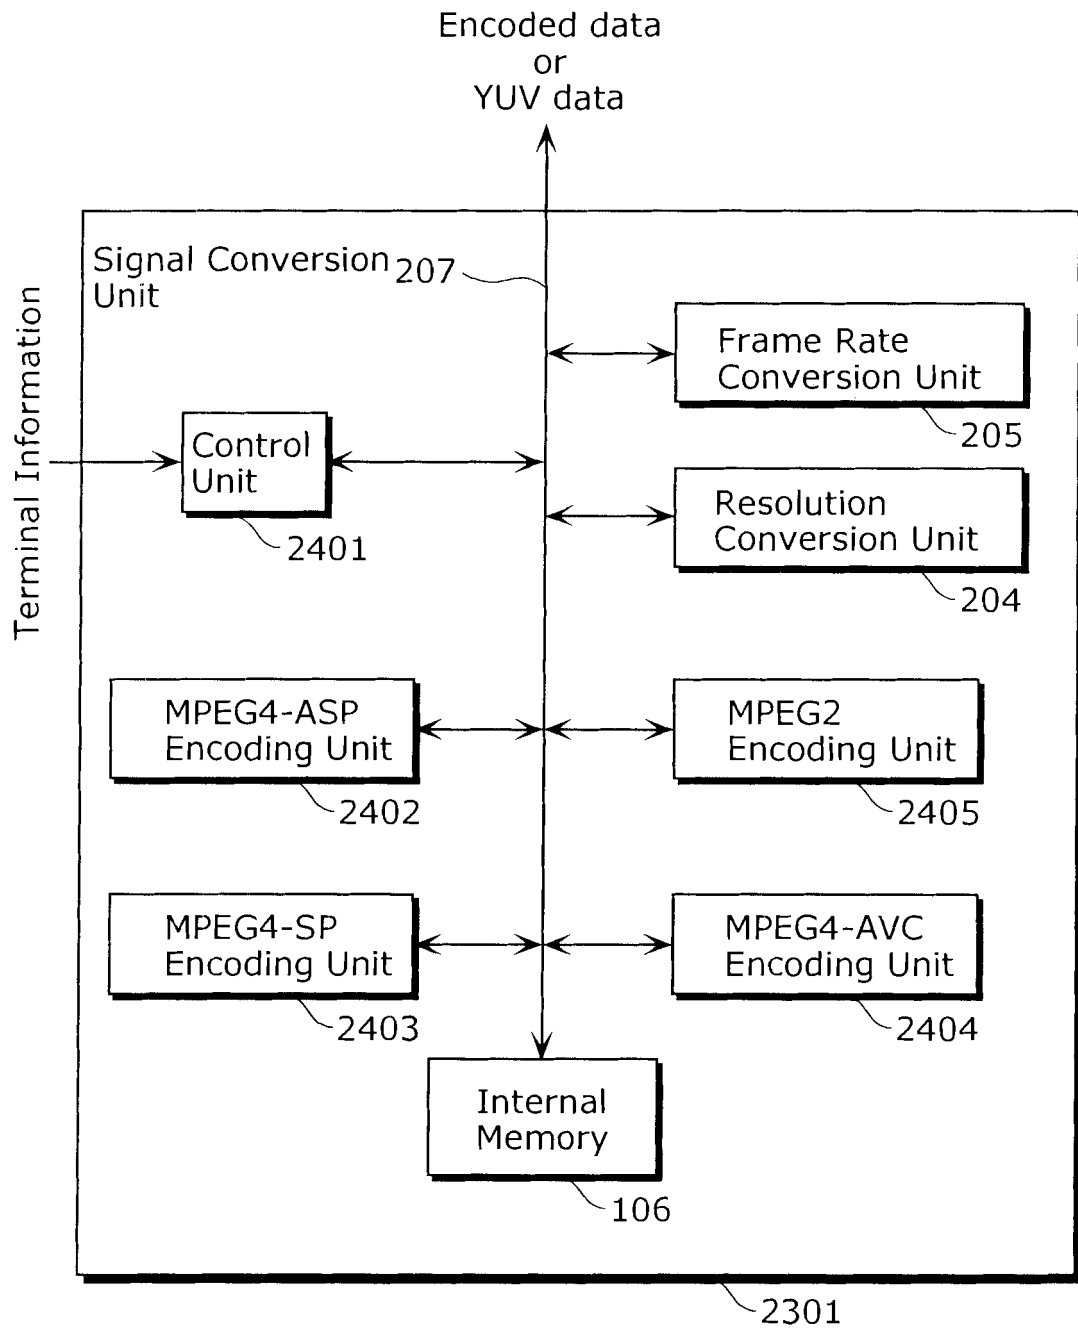 Encoded data
or
YUV data
Signal Conversion
Unit
207
Terminal Information
Frame Rate
Conversion Unit
205
Control
Unit
2401
Resolution
Conversion Unit
204
MPEG4-ASP
Encoding Unit
2402
MPEG2
Encoding Unit
2405
MPEG4-SP
Encoding Unit
2403
MPEG4-AVC
Encoding Unit
2404
Internal
Memory
106
2301